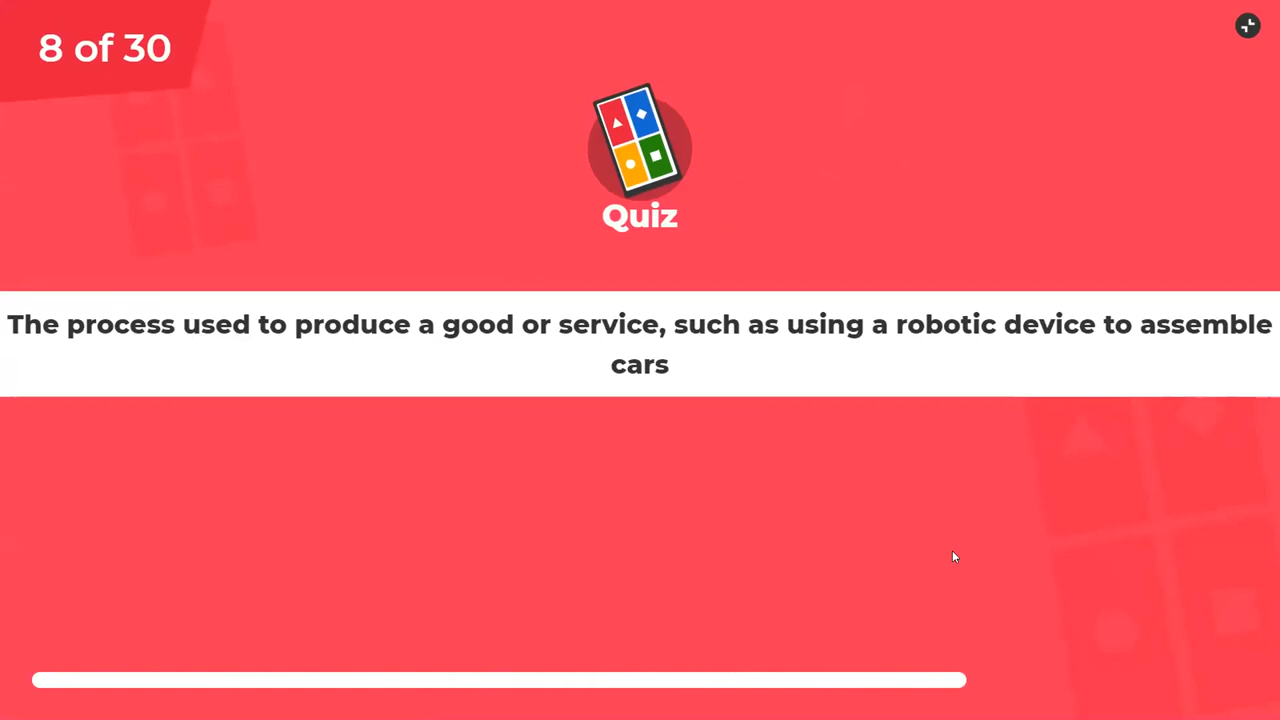 8 of 30
Quiz
The process used to produce a good or service, such as using a robotic device to assemble
cars